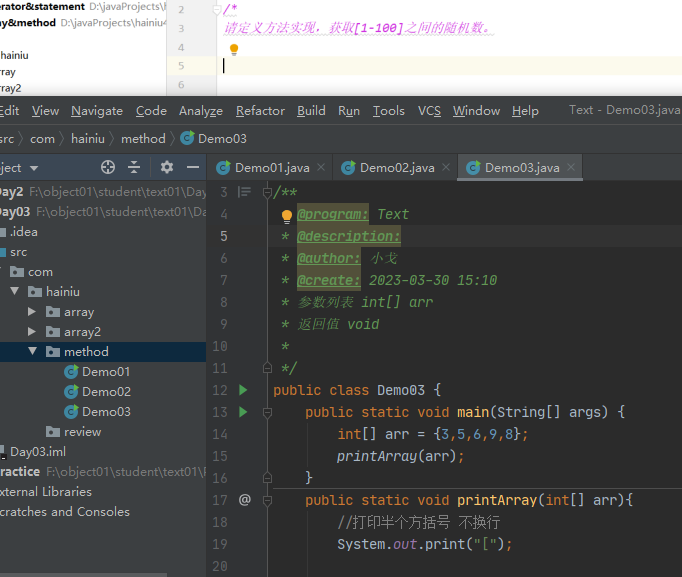 erator&statement D:\javaProjects\hai
ay&method D:\javaProjects\hainiu4
hainiu
rray
rray2
2 /*
3 请定义方法实现，获取[1-100]之间的随机数。
4
5
6
Edit View Navigate Code Analyze Refactor Build Run Tools VCS Window Help Text - Demo03.java
src com hainiu method Demo03
ject
Demo01.java Demo02.java Demo03.java
Day2 F:\object01\student\text01\Day
Day03 F:\object01\student\text01\Da
.idea
src
com
hainiu
array
array2
method
Demo01
Demo02
Demo03
review
Day03.iml
ractice F:\object01\student\text01\
xternal Libraries
cratches and Consoles
3 /**
4 @program: Text
5 * @description:
6 * @author: 小戈
7 * @create: 2023-03-30 15:10
8 * 参数列表 int[] arr
9 * 返回值 void
10 *
11 */
12 public class Demo03 {
13 public static void main(String[] args) {
14 int[] arr = {3,5,6,9,8};
15 printArray(arr);
16 }
17 @ public static void printArray(int[] arr){
18 //打印半个方括号 不换行
19 System.out.print("[");
20